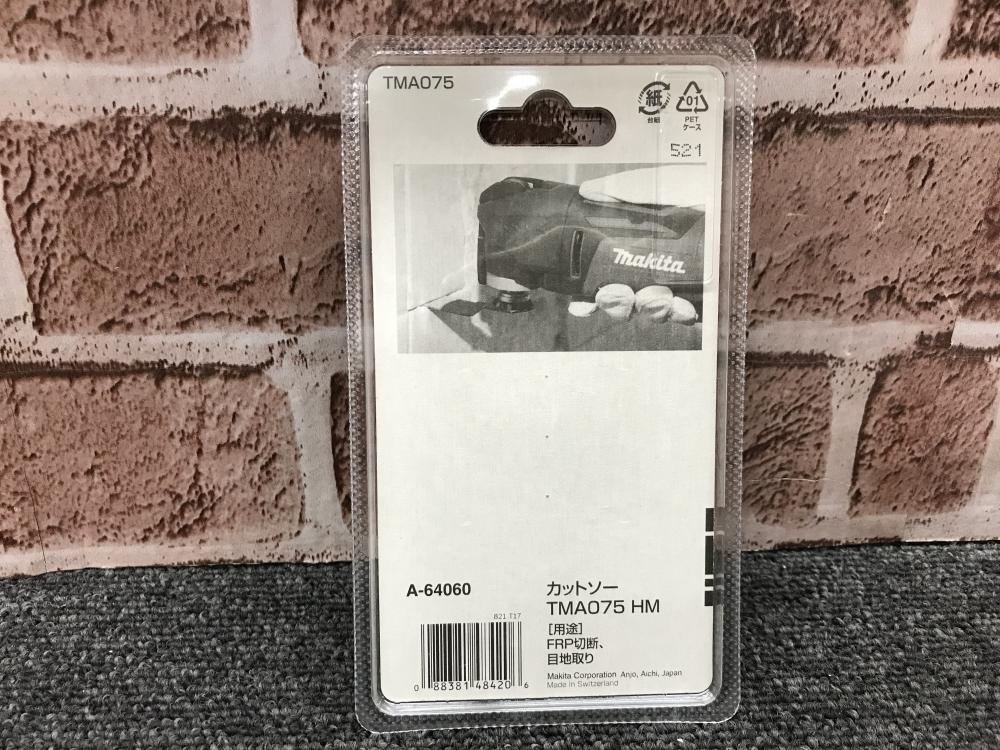 TMA075
紙
台紙
01
PET
ケース
521
makita
A-64060
カットソー
TMA075 HM
[用途]
FRP切断、
目地取り
B21 T17
0 88381 48420 6
Makita Corporation Anjo, Aichi, Japan
Made in Switzerland